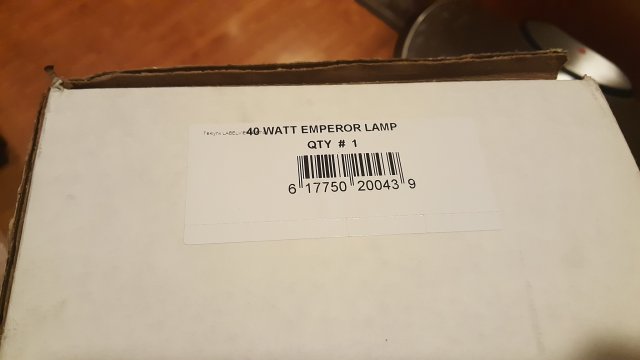 40 WATT EMPEROR LAMP
QTY # 1
6 17750 20043 9